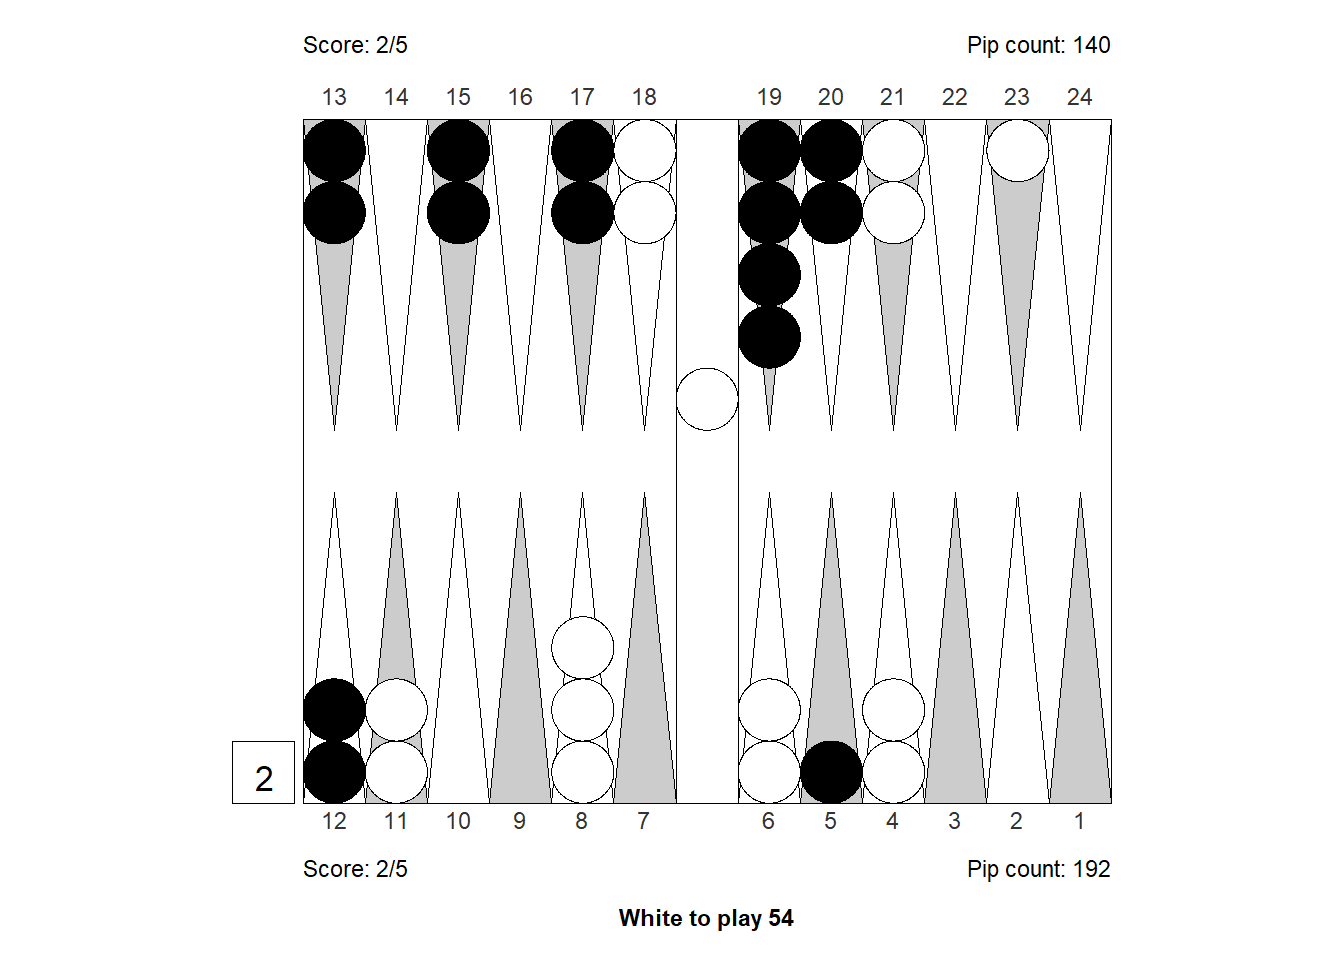 Score: 2/5 Pip count: 140
13 14 15 16 17 18 19 20 21 22 23 24
2
12 11 10 9 8 7 6 5 4 3 2 1
Score: 2/5 Pip count: 192
White to play 54